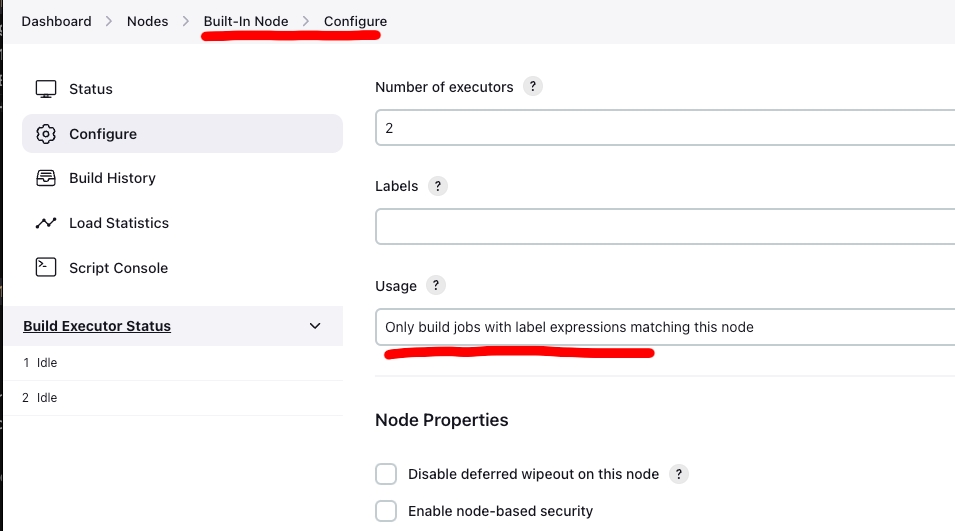 Dashboard > Nodes > Built-In Node > Configure
Status
Configure
Build History
Load Statistics
Script Console
Build Executor Status
1 Idle
2 Idle
Number of executors ?
2
Labels ?
Usage ?
Only build jobs with label expressions matching this node
Node Properties
Disable deferred wipeout on this node ?
Enable node-based security